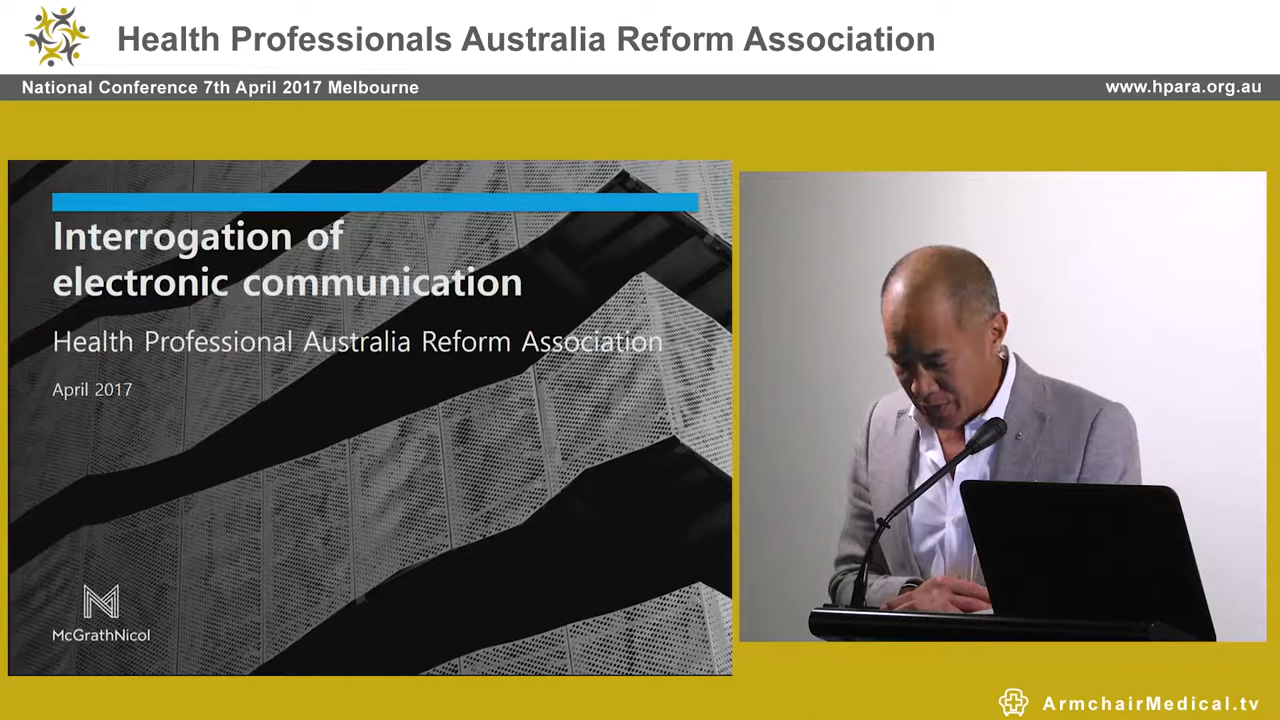 Health Professionals Australia Reform Association
National Conference 7th April 2017 Melbourne
www.hpara.org.au
Interrogation of
electronic communication
Health Professional Australia Reform Association
April 2017
McGrathNicol
ArmchairMedical.tv